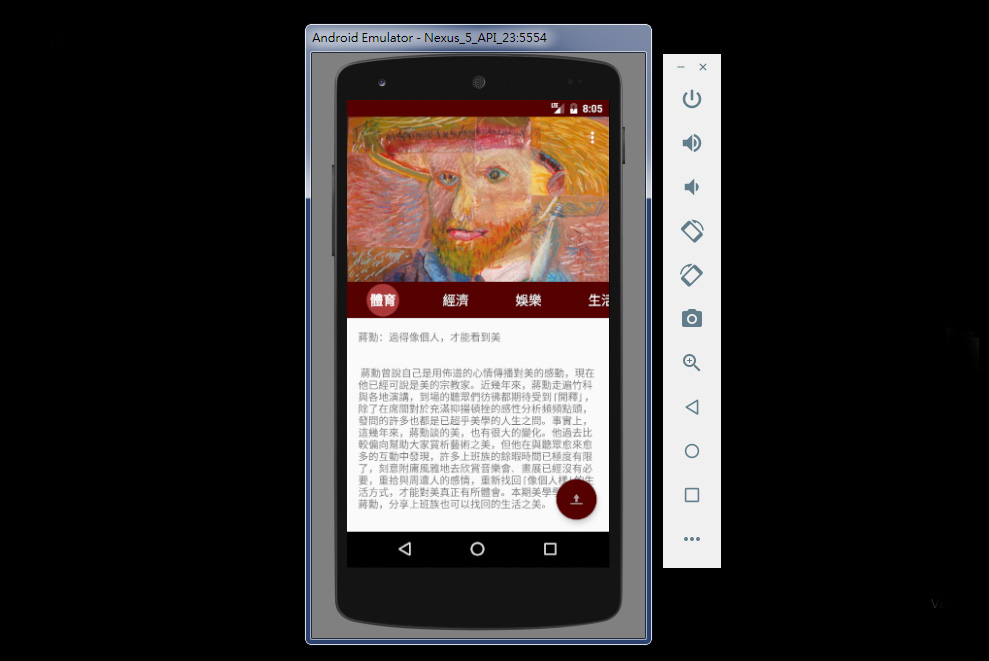 Android Emulator - Nexus_5_API_23:5554
LTE 8:05
體育 經濟 娛樂 生活
蔣勳：過得像個人，才能看到美
蔣勳曾說自己是用佈道的心情傳播對美的感動，現在
他已經可說是美的宗教家。近幾年來，蔣勳走遍竹科
與各地演講，到場的聽眾們彷彿都期待受到「開釋」，
除了在席間對於充滿抑揚頓挫的感性分析頻頻點頭，
發問的許多也都是已超乎美學的人生之問。事實上，
這幾年來，蔣勳談的美，也有很大的變化。他過去比
較偏向幫助大家賞析藝術之美，但他在與聽眾愈來愈
多的互動中發現，許多上班族的餘暇時間已極度有限
了，刻意附庸風雅地去欣賞音樂會、畫展已經沒有必
要，重拾與周遭人的感情，重新找回「像個人樣」的生
活方式，才能對美真正有所體會。本期美學學
蔣勳，分享上班族也可以找回的生活之美。